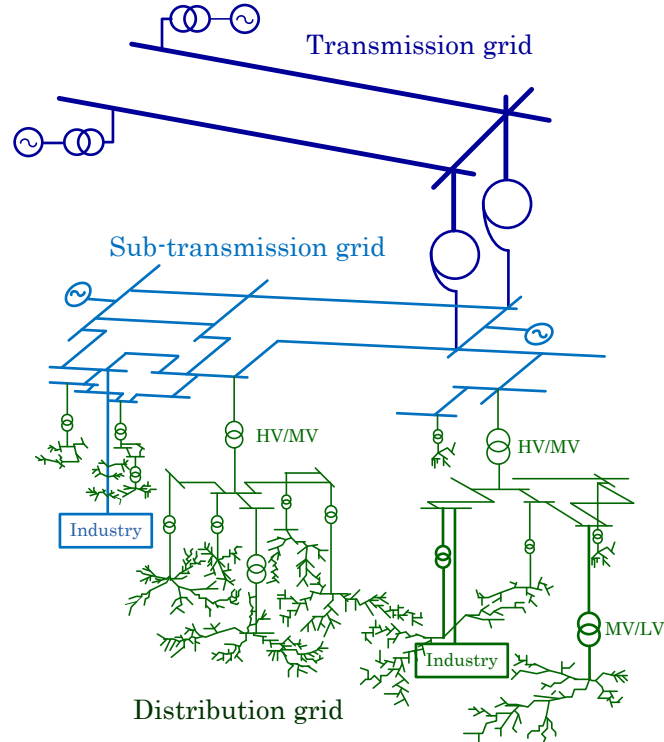 Transmission grid
Sub-transmission grid
HV/MV
HV/MV
Industry
MV/LV
Industry
Distribution grid